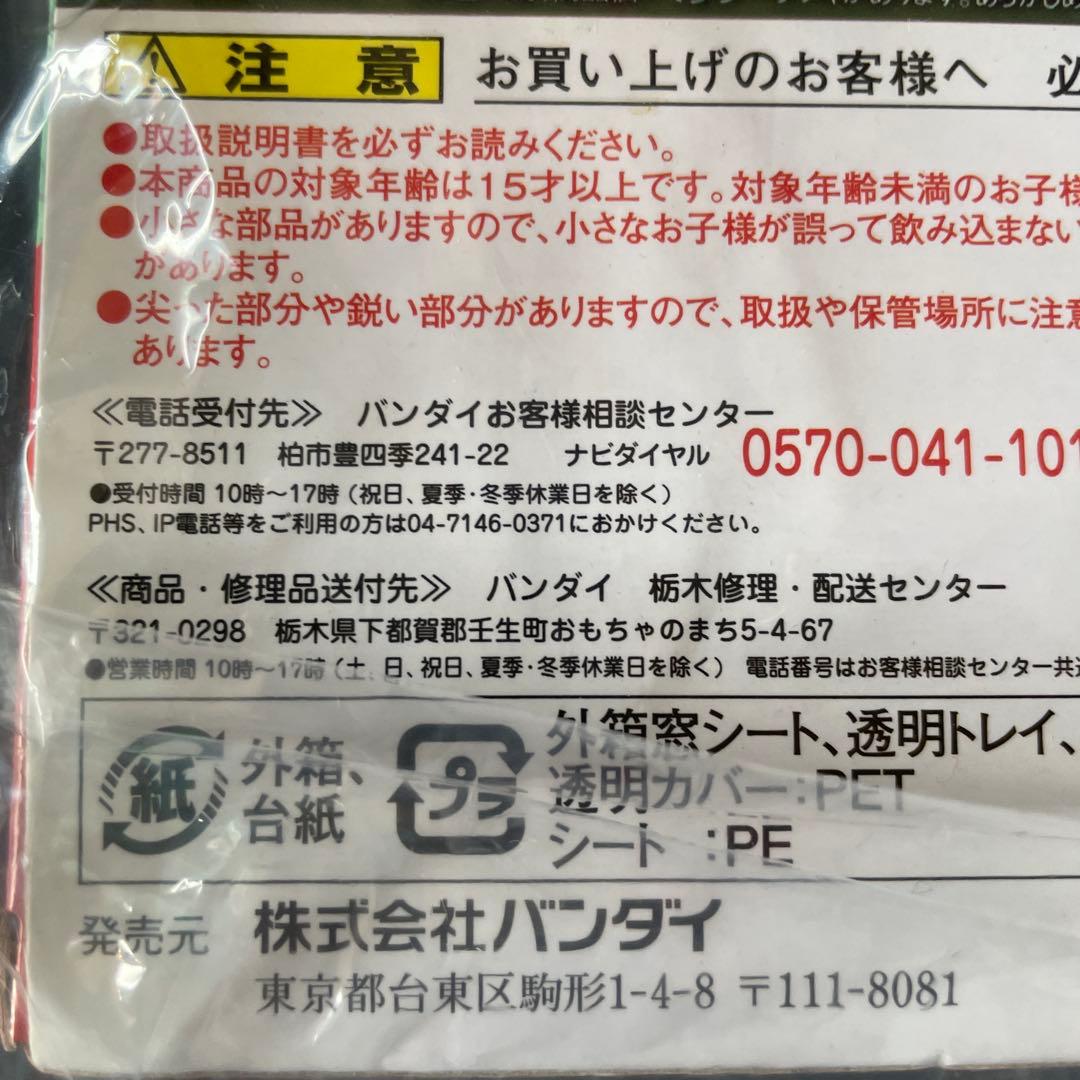 注意 お買い上げのお客様へ 必
●取扱説明書を必ずお読みください。
●本商品の対象年齢は15才以上です。対象年齢未満のお子様
●小さな部品がありますので、小さなお子様が誤って飲み込まない
があります。
●尖った部分や鋭い部分がありますので、取扱や保管場所に注意
あります。
≪電話受付先≫ バンダイお客様相談センター
〒277-8511 柏市豊四季241-22 ナビダイヤル 0570-041-101
●受付時間 10時～17時（祝日、夏季・冬季休業日を除く）
PHS、IP電話等をご利用の方は04-7146-0371におかけください。
≪商品・修理品送付先≫ バンダイ 栃木修理・配送センター
〒321-0298 栃木県下都賀郡壬生町おもちゃのまち5-4-67
●営業時間 10時～17時（土、日、祝日、夏季・冬季休業日を除く） 電話番号はお客様相談センター共通
紙 外箱、
台紙
プラ 外箱窓シート、透明トレイ、
透明カバー：PET
シート ：PE
発売元 株式会社バンダイ
東京都台東区駒形1-4-8 〒111-8081